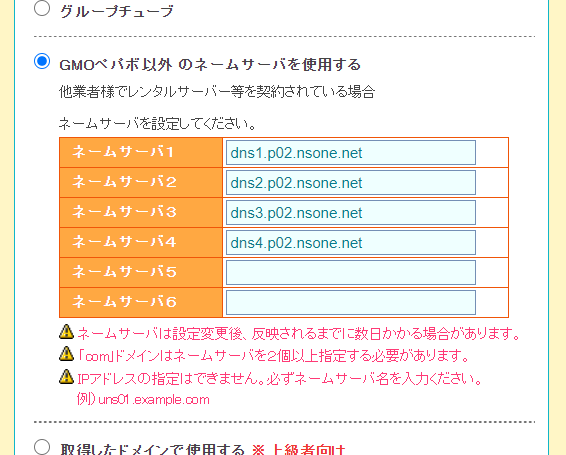 グループチューブ
GMOペパボ以外 のネームサーバを使用する
他業者様でレンタルサーバー等を契約されている場合
ネームサーバを設定してください。
ネームサーバ1 dns1.p02.nsone.net
ネームサーバ2 dns2.p02.nsone.net
ネームサーバ3 dns3.p02.nsone.net
ネームサーバ4 dns4.p02.nsone.net
ネームサーバ5
ネームサーバ6
ネームサーバは設定変更後、反映されるまでに数日かかる場合があります。
「com」ドメインはネームサーバを2個以上指定する必要があります。
IPアドレスの指定はできません。必ずネームサーバ名を入力ください。
例) uns01.example.com
取得したドメインで使用する ※ 上級者向け